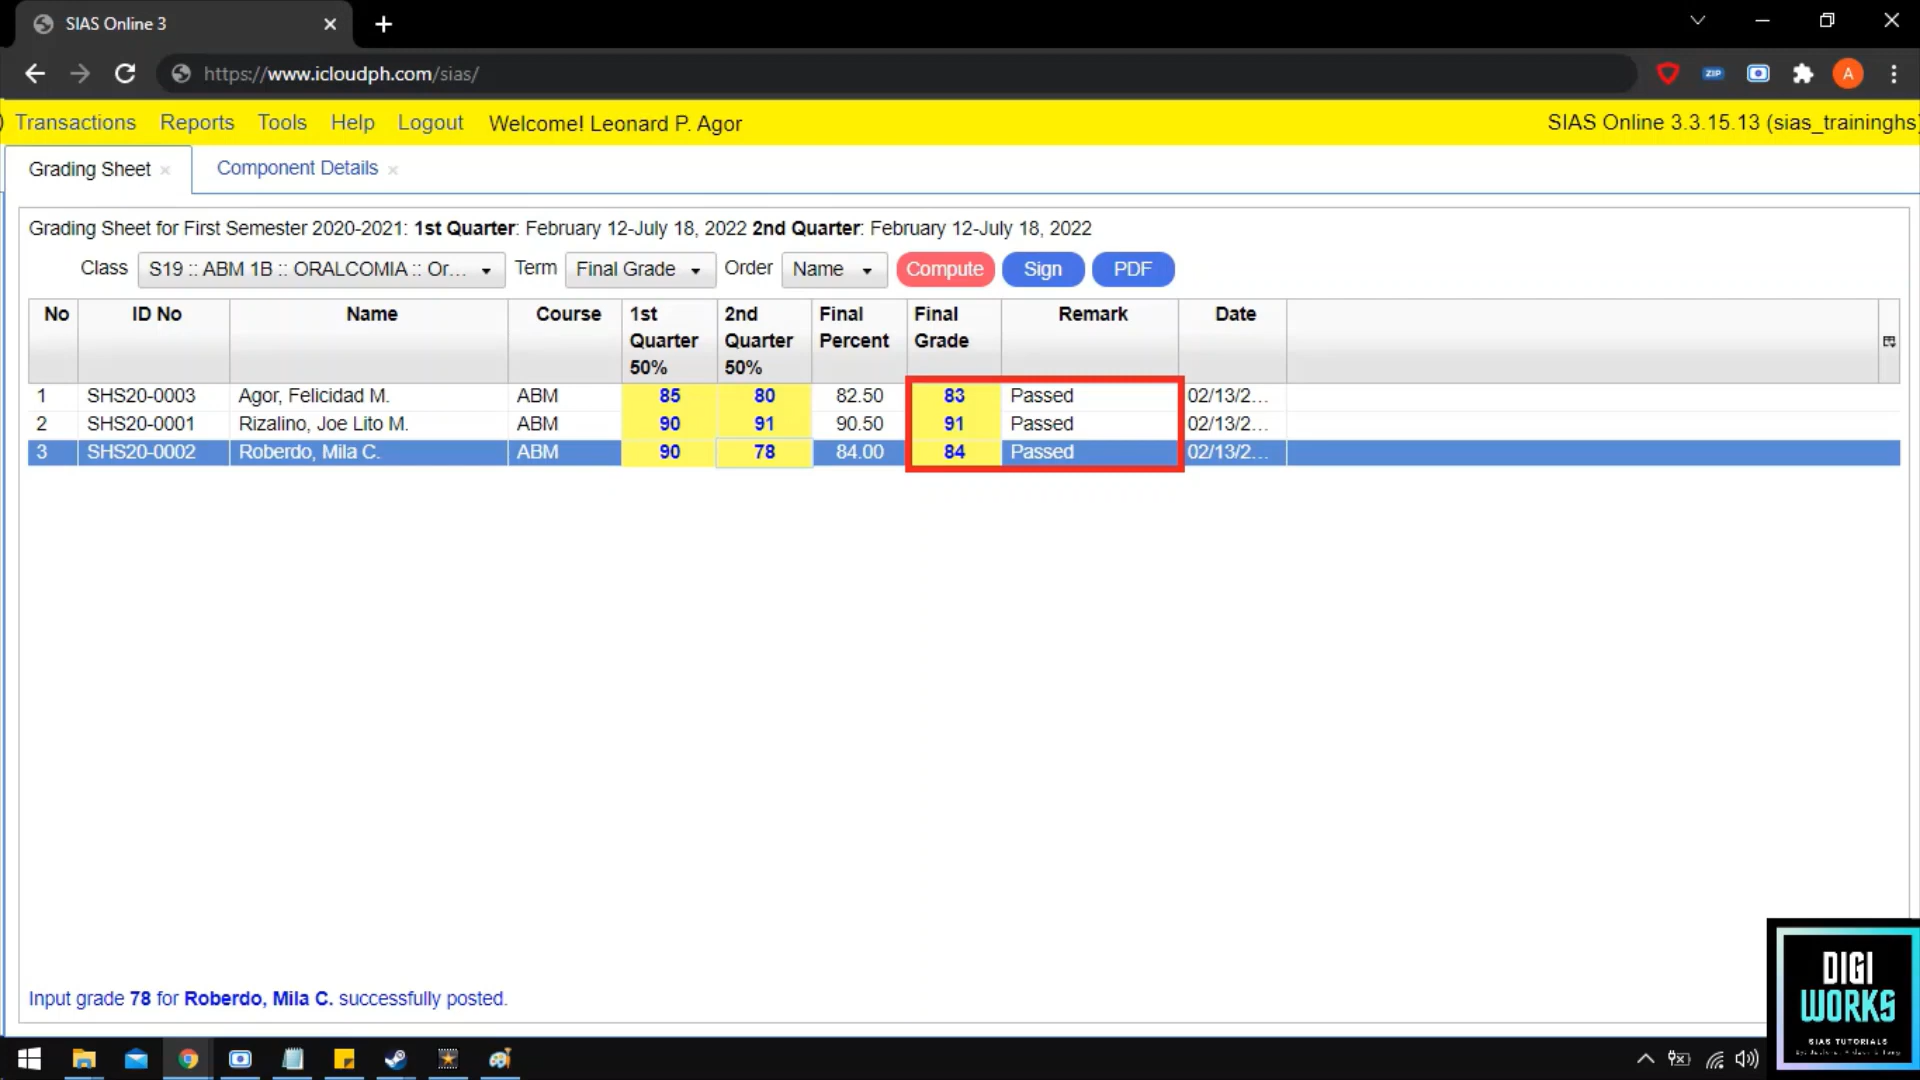 SIAS Online 3
https://www.icloudph.com/sias/
ZIP
A
Transactions Reports Tools Help Logout Welcome! Leonard P. Agor SIAS Online 3.3.15.13 (sias_traininghs
Grading Sheet Component Details
Grading Sheet for First Semester 2020-2021: 1st Quarter: February 12-July 18, 2022 2nd Quarter: February 12-July 18, 2022
Class S19 :: ABM 1B :: ORALCOMIA :: Or... Term Final Grade Order Name Compute Sign PDF
No ID No Name Course 1st Quarter 50% 2nd Quarter 50% Final Percent Final Grade Remark Date
1 SHS20-0003 Agor, Felicidad M. ABM 85 80 82.50 83 Passed 02/13/2...
2 SHS20-0001 Rizalino, Joe Lito M. ABM 90 91 90.50 91 Passed 02/13/2...
3 SHS20-0002 Roberdo, Mila C. ABM 90 78 84.00 84 Passed 02/13/2...
Input grade 78 for Roberdo, Mila C. successfully posted.
DIGI
WORKS
SIAS TUTORIALS